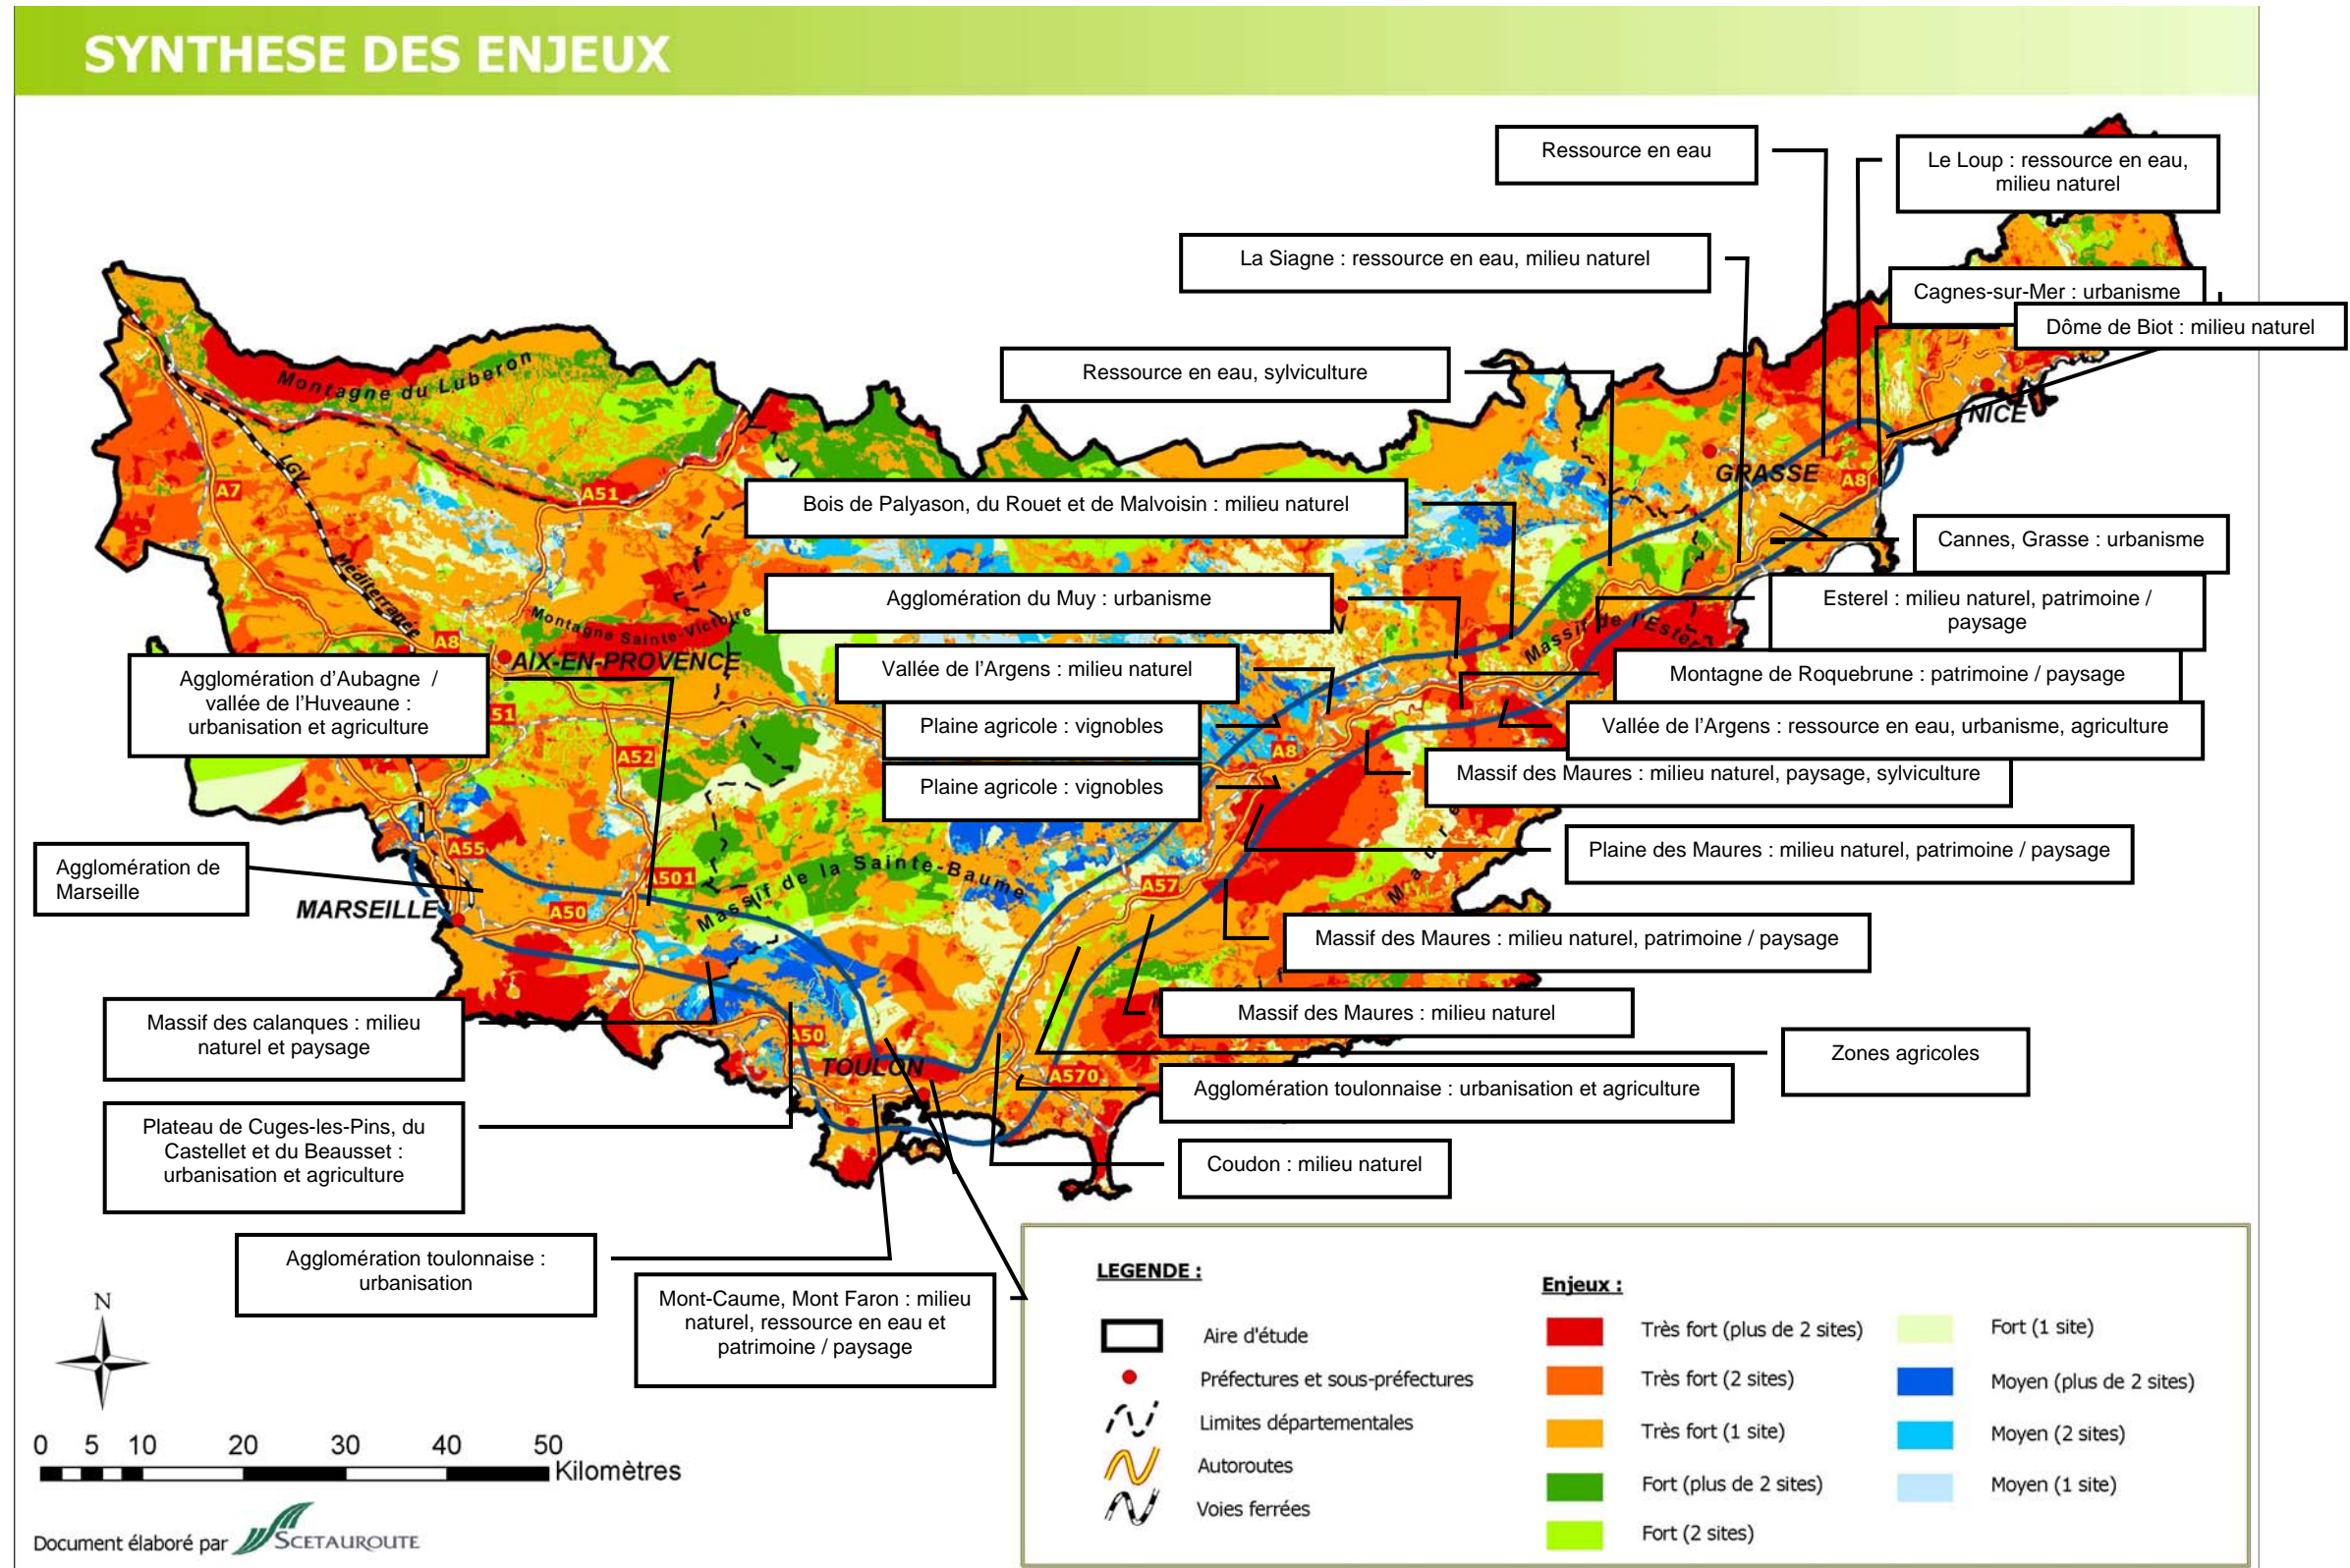 SYNTHESE DES ENJEUX
Ressource en eau
Le Loup : ressource en eau,
milieu naturel
La Siagne : ressource en eau, milieu naturel
Cagnes-sur-Mer : urbanisme
Dôme de Biot : milieu naturel
Ressource en eau, sylviculture
Montagne du Luberon
NICE
GRASSE
A8
A7
LGV
Méditerranée
A51
Bois de Palyason, du Rouet et de Malvoisin : milieu naturel
Cannes, Grasse : urbanisme
Agglomération du Muy : urbanisme
Esterel : milieu naturel, patrimoine /
paysage
Montagne Sainte-Victoire
N
Massif de l'Ester
A8
AIX-EN-PROVENCE
Agglomération d'Aubagne /
vallée de l'Huveaune :
urbanisation et agriculture
Vallée de l'Argens : milieu naturel
Montagne de Roquebrune : patrimoine / paysage
51
Plaine agricole : vignobles
Vallée de l'Argens : ressource en eau, urbanisme, agriculture
A52
A8
Plaine agricole : vignobles
Massif des Maures : milieu naturel, paysage, sylviculture
Maure
A55
Plaine des Maures : milieu naturel, patrimoine / paysage
Agglomération de
Marseille
A501
Massif de la Sainte-Baume
A57
MARSEILLE
A50
Massif des Maures : milieu naturel, patrimoine / paysage
Massif des calanques : milieu
naturel et paysage
Massif des Maures : milieu naturel
A50
Zones agricoles
TOULON
A570
Agglomération toulonnaise : urbanisation et agriculture
Plateau de Cuges-les-Pins, du
Castellet et du Beausset :
urbanisation et agriculture
Coudon : milieu naturel
Agglomération toulonnaise :
urbanisation
Mont-Caume, Mont Faron : milieu
naturel, ressource en eau et
patrimoine / paysage
N
0 5 10 20 30 40 50
Kilomètres
Document élaboré par SCETAUROUTE
LEGENDE :
Aire d'étude
Préfectures et sous-préfectures
Limites départementales
Autoroutes
Voies ferrées
Enjeux :
Très fort (plus de 2 sites)
Très fort (2 sites)
Très fort (1 site)
Fort (plus de 2 sites)
Fort (2 sites)
Fort (1 site)
Moyen (plus de 2 sites)
Moyen (2 sites)
Moyen (1 site)